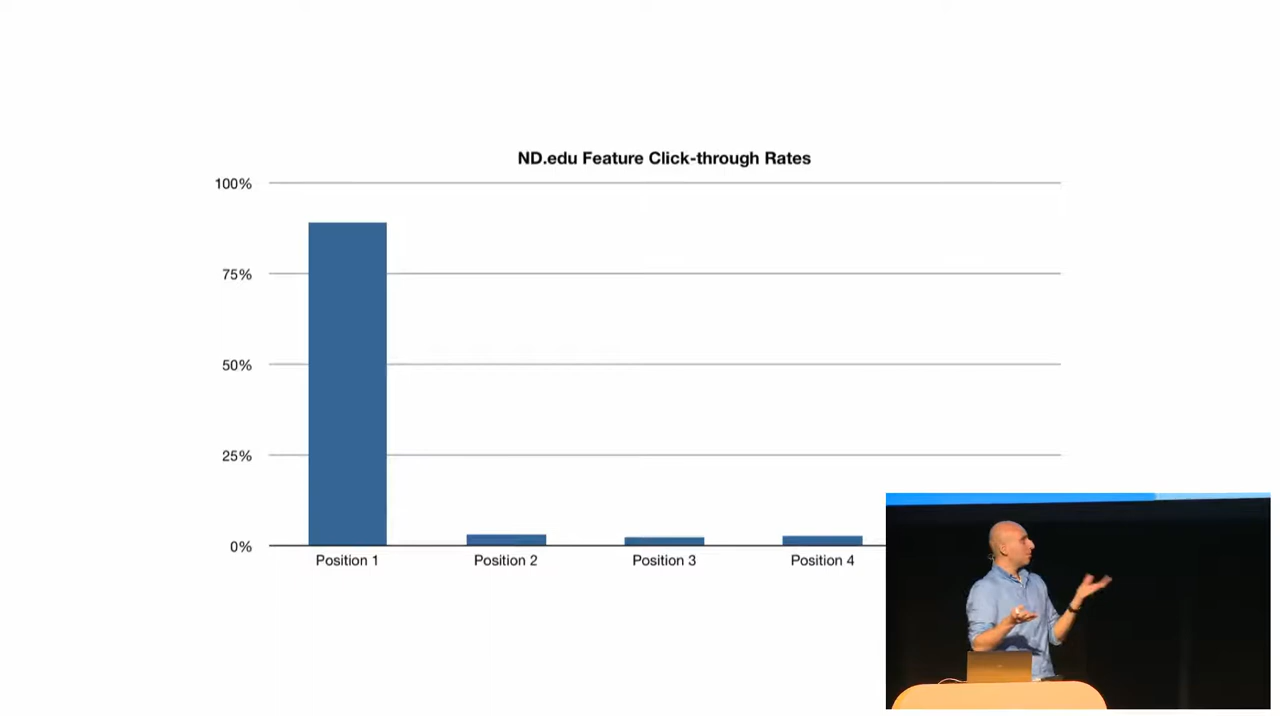 ND.edu Feature Click-through Rates
100%
75%
50%
25%
0%
Position 1
Position 2
Position 3
Position 4